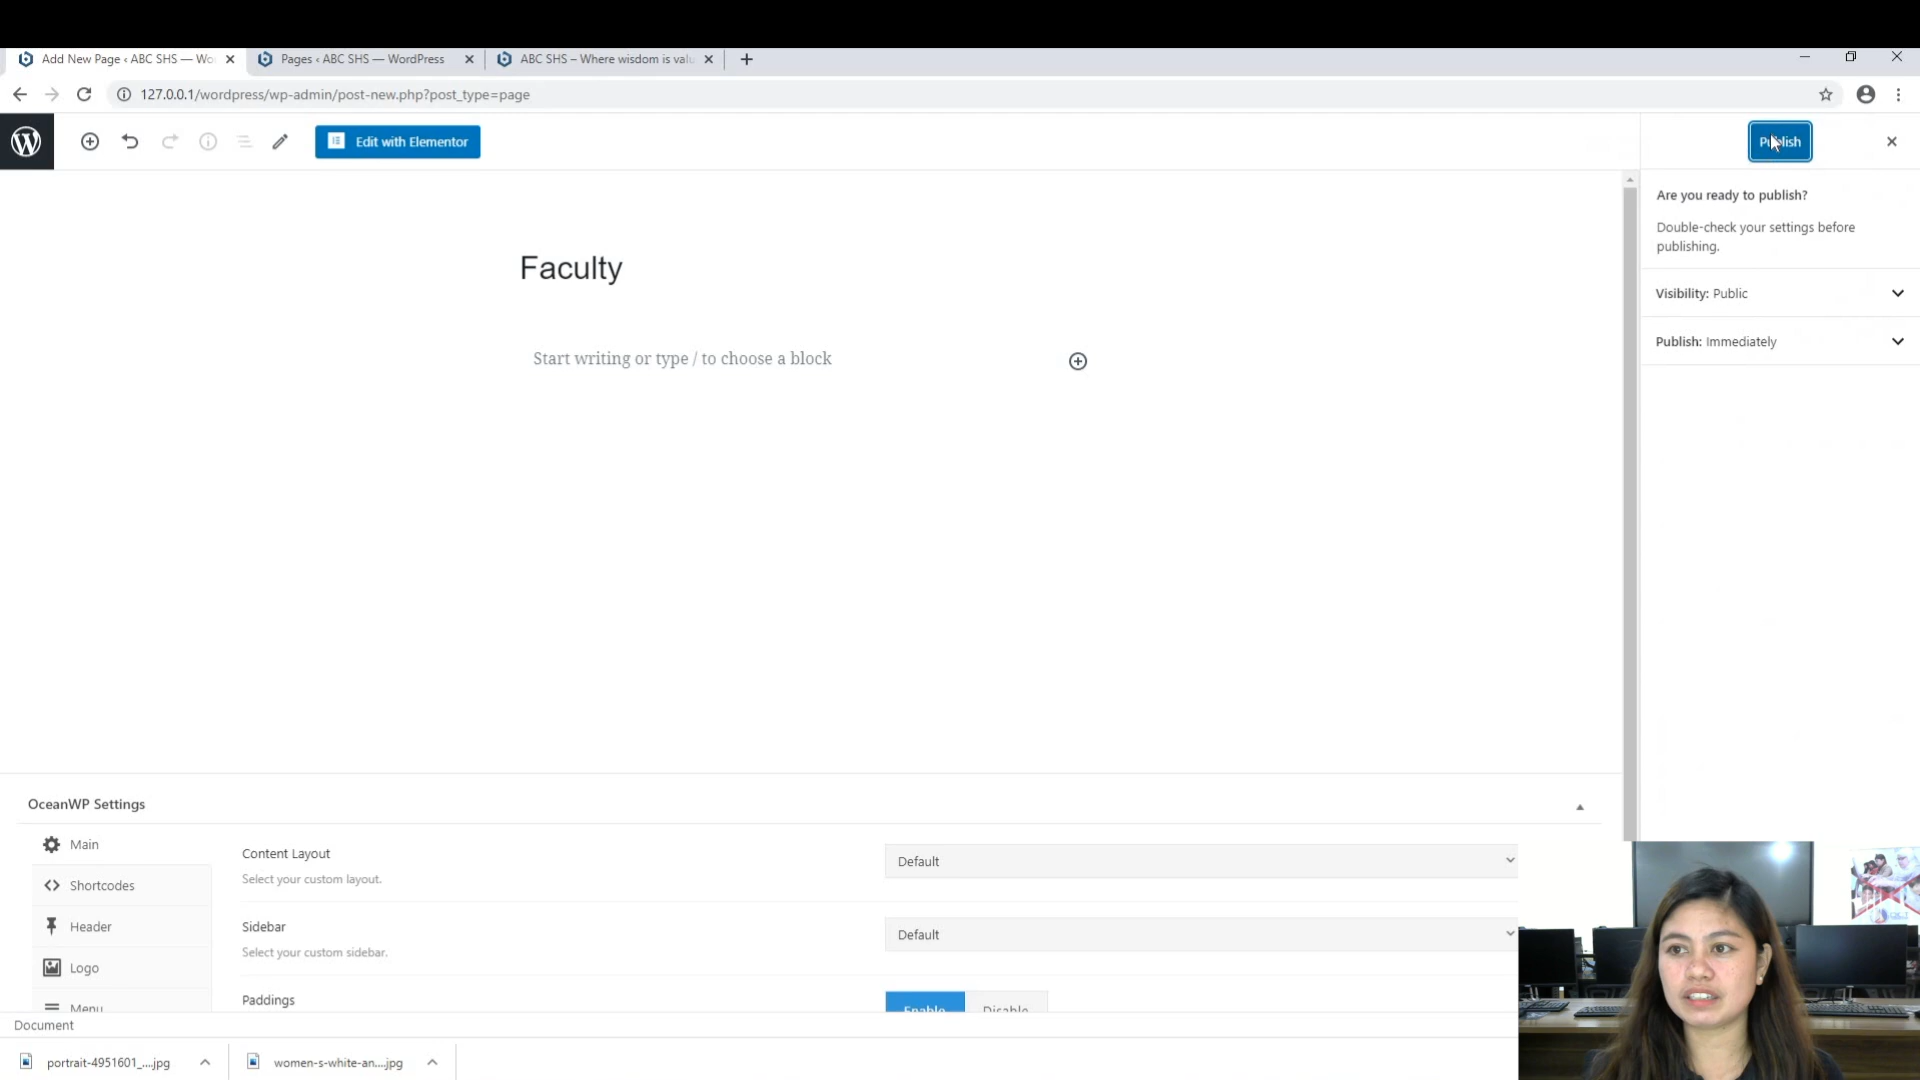 Add New Page ‹ ABC SHS — Wo
Pages ‹ ABC SHS — WordPress
ABC SHS – Where wisdom is valu
127.0.0.1/wordpress/wp-admin/post-new.php?post_type=page
Edit with Elementor
Publish
Are you ready to publish?
Double-check your settings before
publishing.
Visibility: Public
Publish: Immediately
Faculty
Start writing or type / to choose a block
OceanWP Settings
Main
Shortcodes
Header
Logo
Menu
Content Layout
Select your custom layout.
Default
Sidebar
Select your custom sidebar.
Default
Paddings
Enable
Disable
Document
portrait-4951601_....jpg
women-s-white-an....jpg